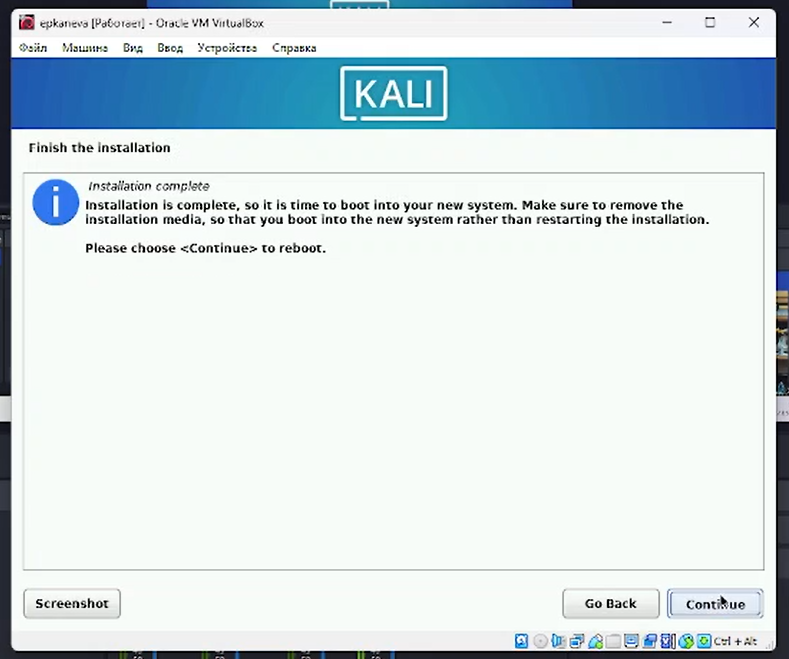 epkaneva [Работает] - Oracle VM VirtualBox
Файл Машина Вид Ввод Устройства Справка
KALI
Finish the installation
Installation complete
Installation is complete, so it is time to boot into your new system. Make sure to remove the
installation media, so that you boot into the new system rather than restarting the installation.
Please choose <Continue> to reboot.
Screenshot Go Back Continue
Ctrl + Alt